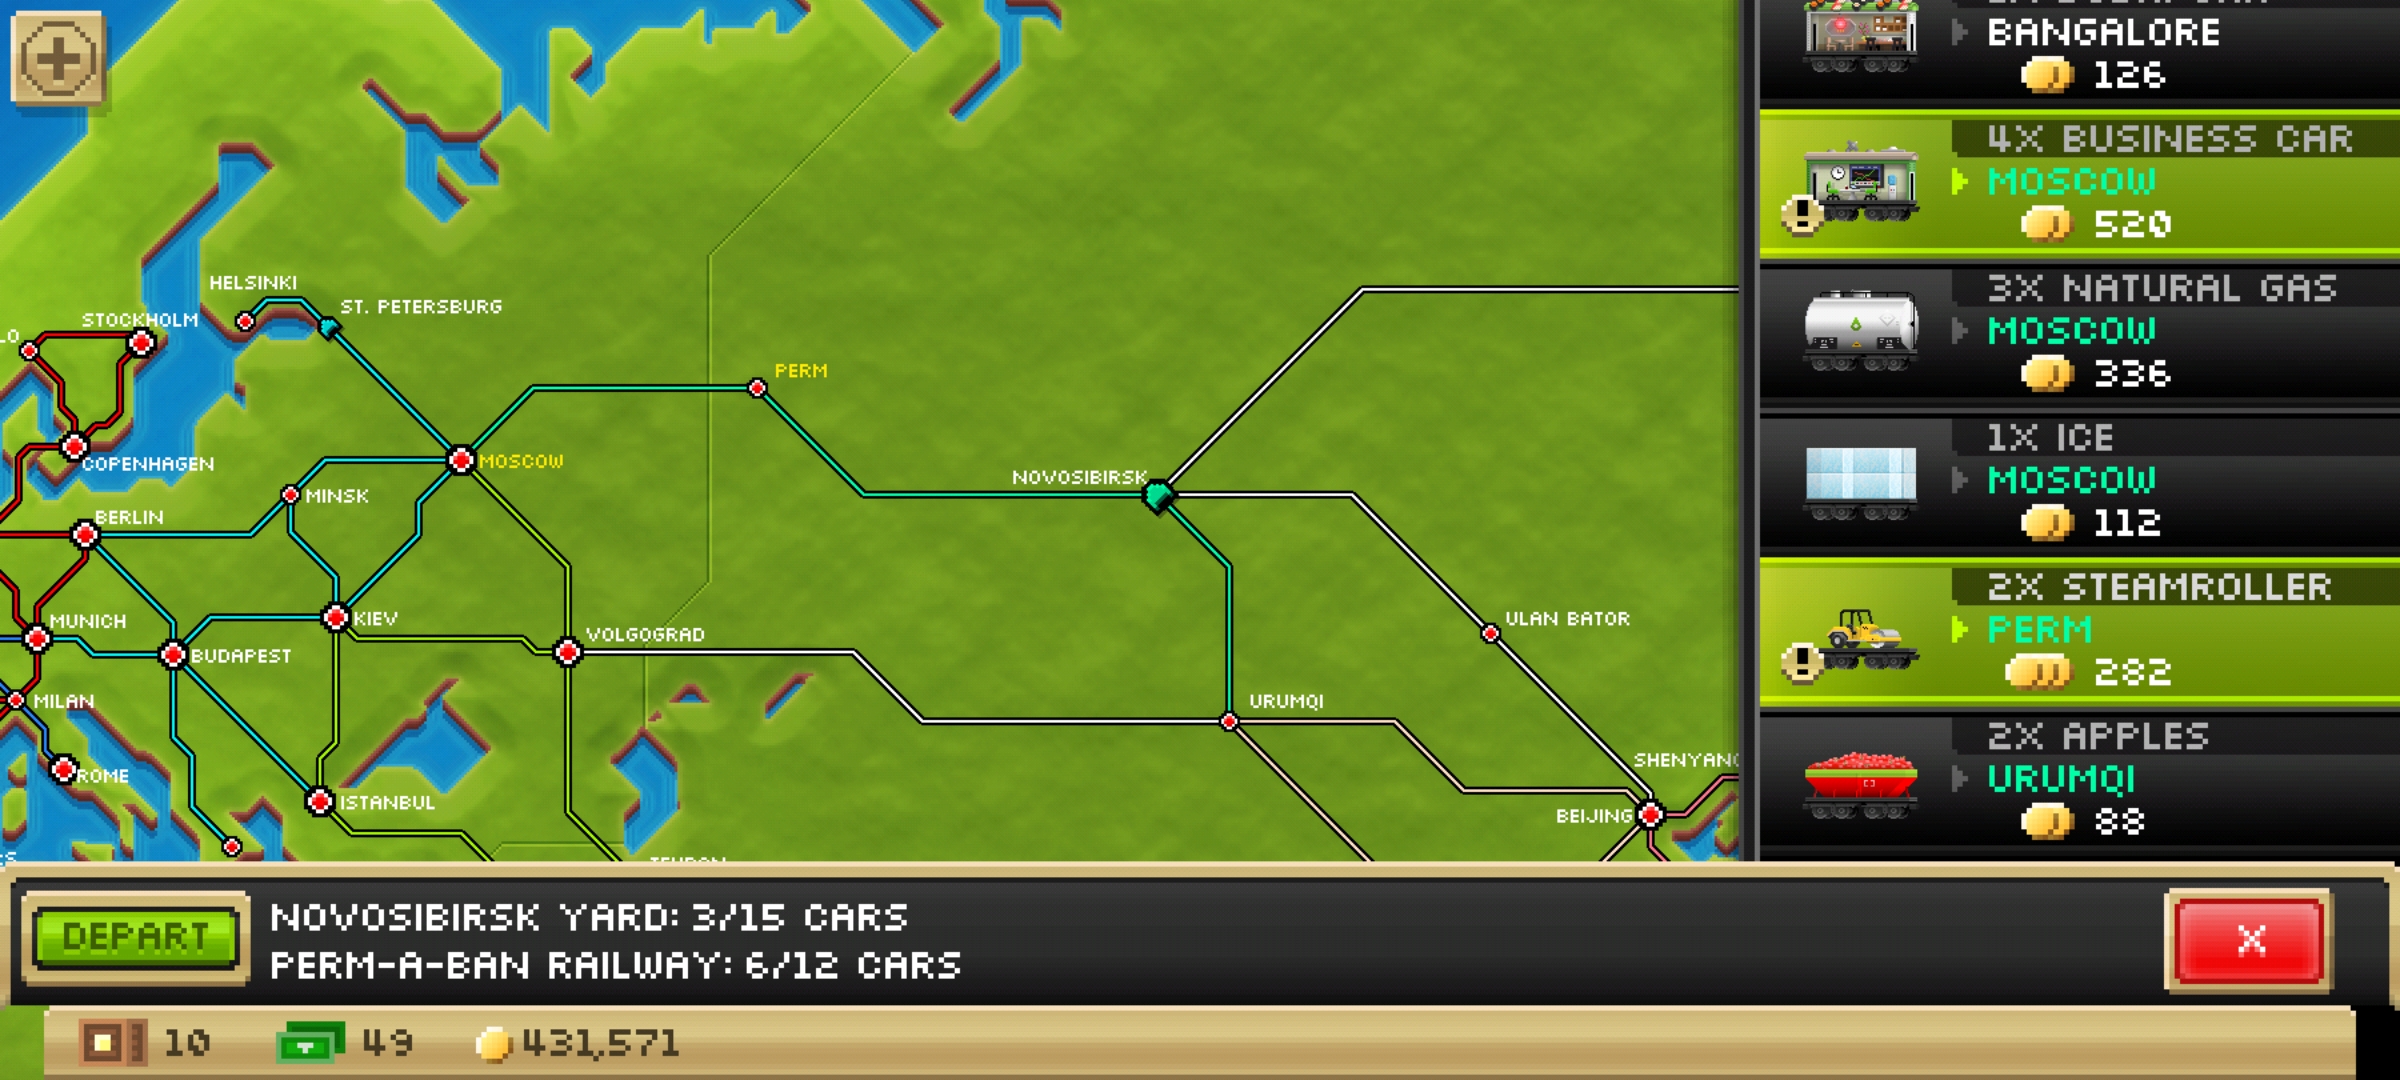 BANGALORE
126
4X BUSINESS CAR
MOSCOW
520
3X NATURAL GAS
MOSCOW
336
1X ICE
MOSCOW
112
2X STEAMROLLER
PERM
282
2X APPLES
URUMQI
88
HELSINKI
ST. PETERSBURG
STOCKHOLM
LO
PERM
COPENHAGEN
MOSCOW
NOVOSIBIRSK
MINSK
BERLIN
MUNICH
KIEV
VOLGOGRAD
ULAN BATOR
BUDAPEST
MILAN
URUMQI
ROME
ISTANBUL
SHENYANG
BEIJING
TEHRAN
DEPART
NOVOSIBIRSK YARD: 3/15 CARS
PERM-A-BAN RAILWAY: 6/12 CARS
X
10
49
431,571